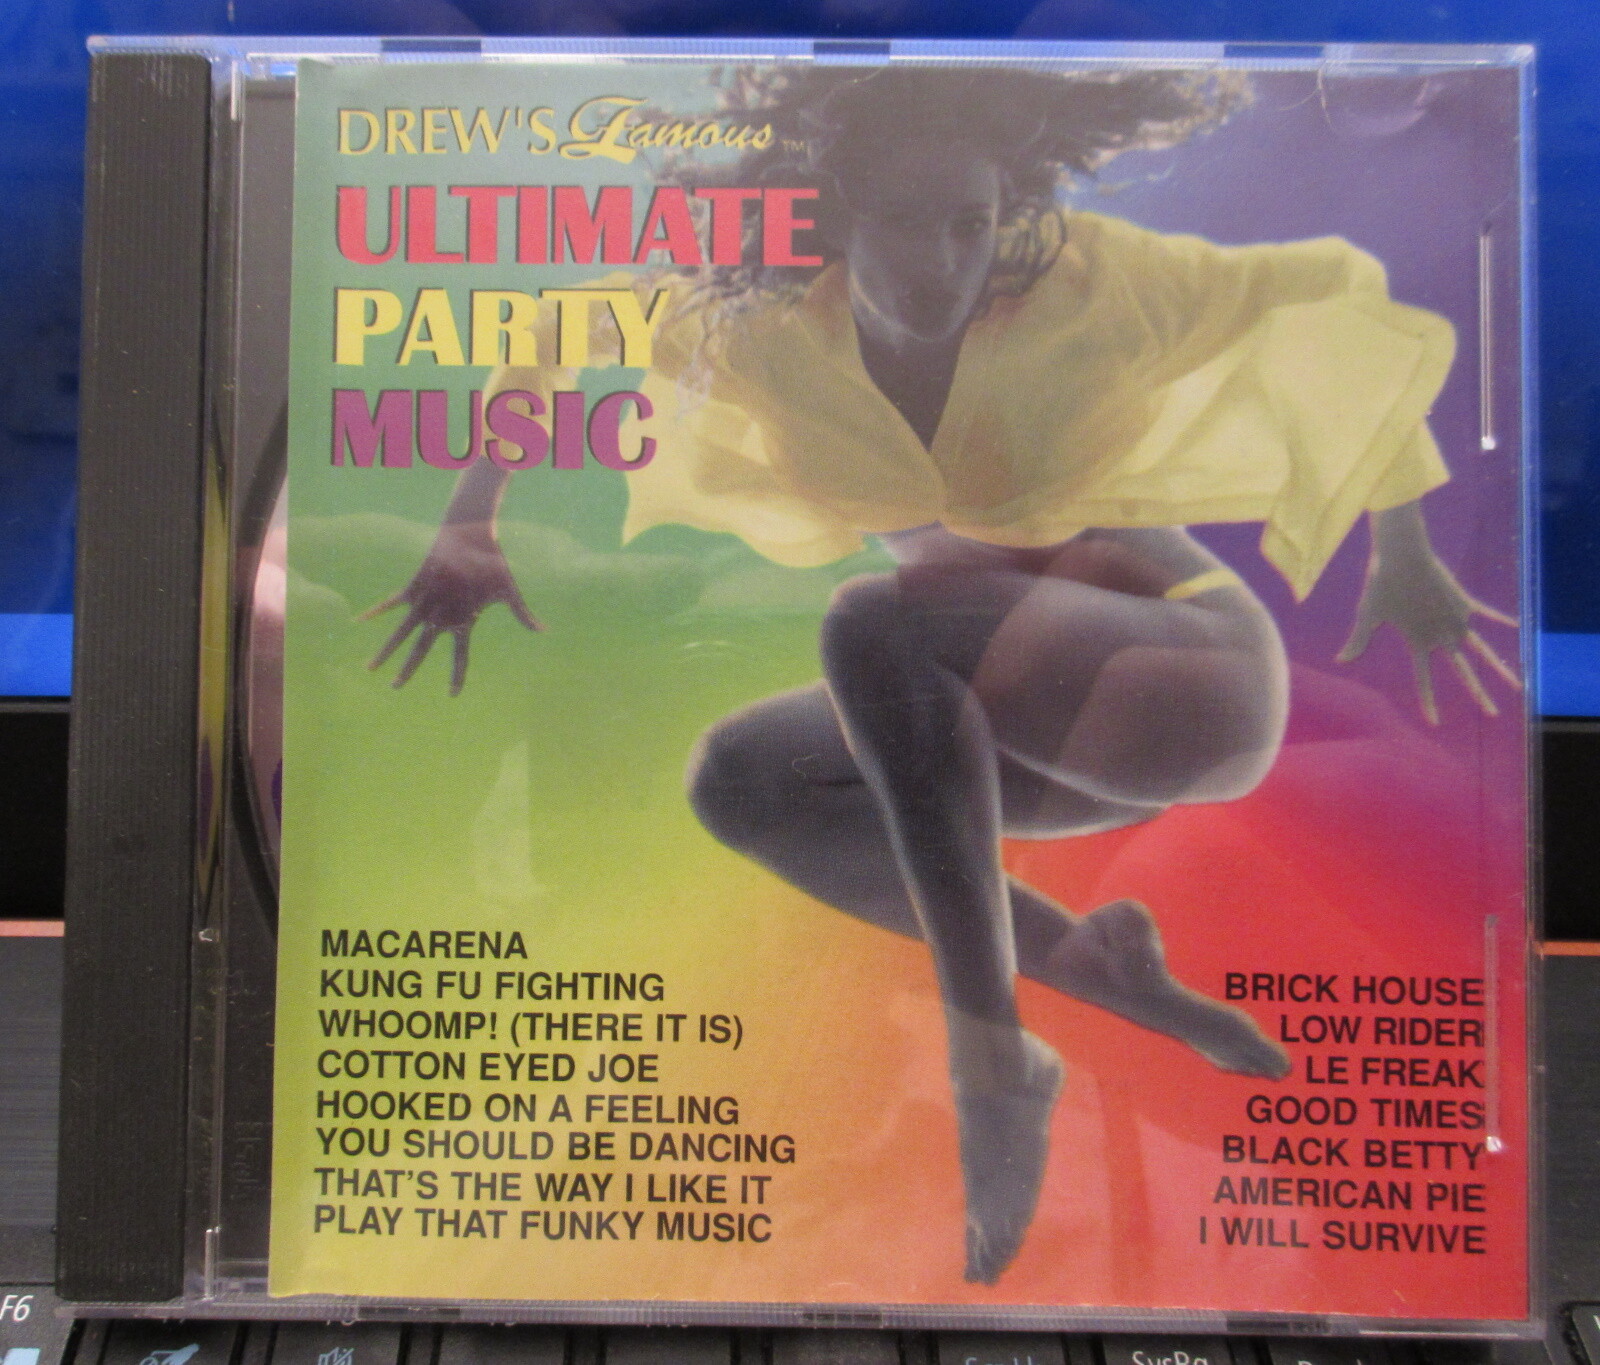 DREW'S Famous™
ULTIMATE
PARTY
MUSIC
MACARENA
KUNG FU FIGHTING
WHOOMP! (THERE IT IS)
COTTON EYED JOE
HOOKED ON A FEELING
YOU SHOULD BE DANCING
THAT'S THE WAY I LIKE IT
PLAY THAT FUNKY MUSIC
BRICK HOUSE
LOW RIDER
LE FREAK
GOOD TIMES
BLACK BETTY
AMERICAN PIE
I WILL SURVIVE
F6